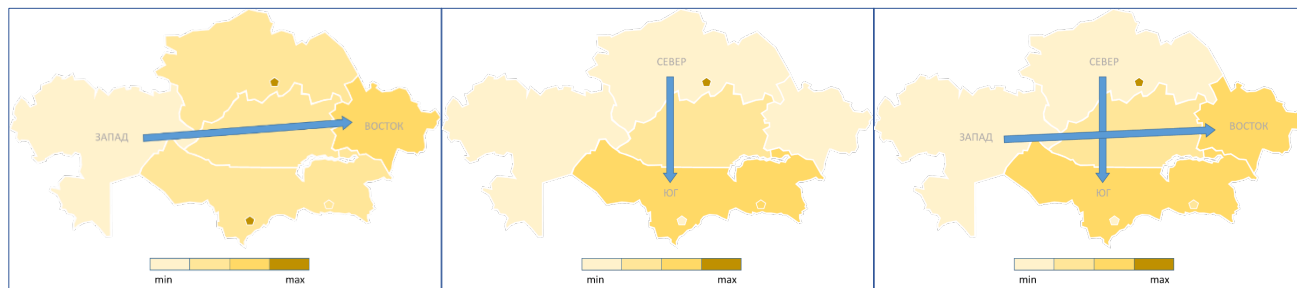 ЗАПАД
ВОСТОК
min
max
СЕВЕР
ЮГ
min
max
СЕВЕР
ЗАПАД
ВОСТОК
ЮГ
min
max